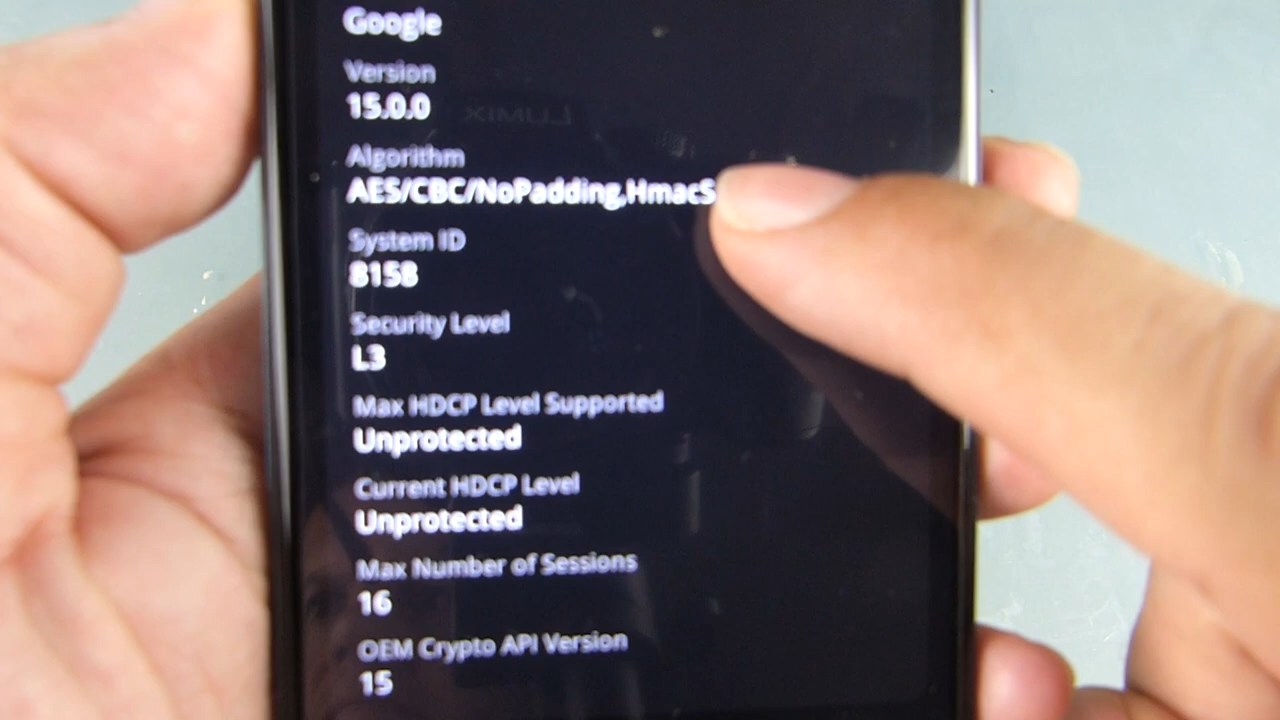 Google
Version
15.0.0
Algorithm
AES/CBC/NoPadding,HmacS
System ID
8158
Security Level
L3
Max HDCP Level Supported
Unprotected
Current HDCP Level
Unprotected
Max Number of Sessions
16
OEM Crypto API Version
15
LUMIX